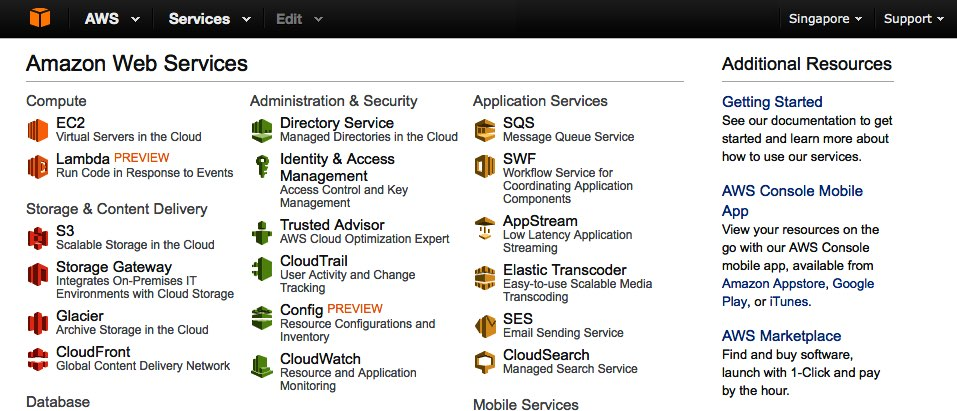 AWS Services Edit Singapore Support
Amazon Web Services
Compute
EC2
Virtual Servers in the Cloud
Lambda PREVIEW
Run Code in Response to Events
Storage & Content Delivery
S3
Scalable Storage in the Cloud
Storage Gateway
Integrates On-Premises IT
Environments with Cloud Storage
Glacier
Archive Storage in the Cloud
CloudFront
Global Content Delivery Network
Database
Administration & Security
Directory Service
Managed Directories in the Cloud
Identity & Access
Management
Access Control and Key
Management
Trusted Advisor
AWS Cloud Optimization Expert
CloudTrail
User Activity and Change
Tracking
Config PREVIEW
Resource Configurations and
Inventory
CloudWatch
Resource and Application
Monitoring
Application Services
SQS
Message Queue Service
SWF
Workflow Service for
Coordinating Application
Components
AppStream
Low Latency Application
Streaming
Elastic Transcoder
Easy-to-use Scalable Media
Transcoding
SES
Email Sending Service
CloudSearch
Managed Search Service
Mobile Services
Additional Resources
Getting Started
See our documentation to get
started and learn more about
how to use our services.
AWS Console Mobile
App
View your resources on the
go with our AWS Console
mobile app, available from
Amazon Appstore, Google
Play, or iTunes.
AWS Marketplace
Find and buy software,
launch with 1-Click and pay
by the hour.